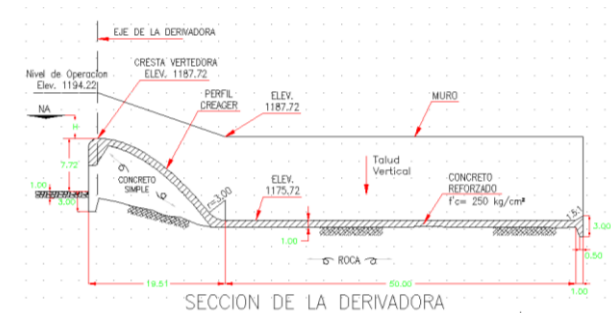 EJE DE LA DERIVADORA
CRESTA VERTEDORA
ELEV. 1187.72
Nivel de Operacion
Elev. 1194.22
PERFIL
CREAGER
ELEV.
1187.72
MURO
NA
H
7.72
1.00
3.00
CONCRETO
SIMPLE
r=3.00
ELEV.
1175.72
Talud
Vertical
CONCRETO
REFORZADO
f'c= 250 kg/cm²
1.5:1
3.00
1.00
0.50
ROCA
50.00
1.00
SECCION DE LA DERIVADORA